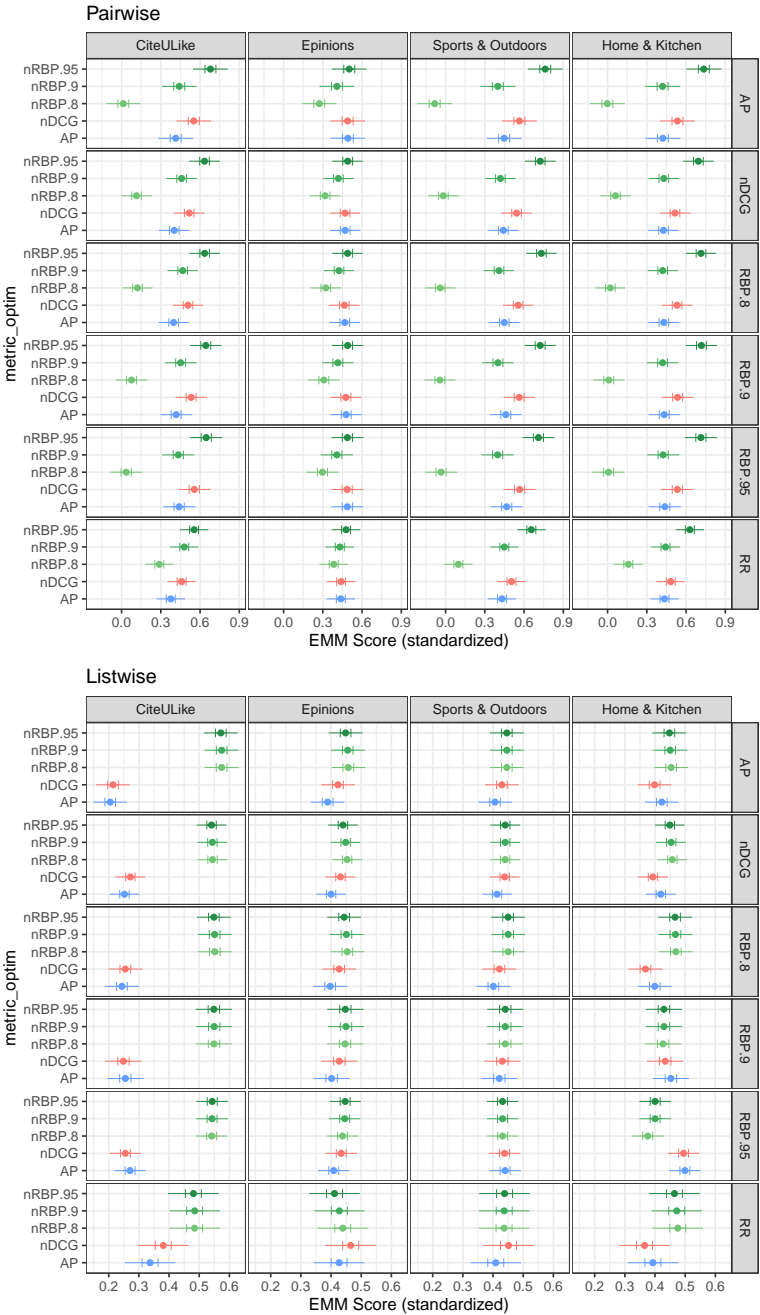 Pairwise
CiteULike Epinions Sports & Outdoors Home & Kitchen
metric_optim
nRBP.95
nRBP.9
nRBP.8
nDCG
AP
AP
nRBP.95
nRBP.9
nRBP.8
nDCG
AP
nDCG
nRBP.95
nRBP.9
nRBP.8
nDCG
AP
RBP.8
nRBP.95
nRBP.9
nRBP.8
nDCG
AP
RBP.9
nRBP.95
nRBP.9
nRBP.8
nDCG
AP
RBP.95
nRBP.95
nRBP.9
nRBP.8
nDCG
AP
RR
0.0 0.3 0.6 0.9 0.0 0.3 0.6 0.9 0.0 0.3 0.6 0.9 0.0 0.3 0.6 0.9
EMM Score (standardized)
Listwise
CiteULike Epinions Sports & Outdoors Home & Kitchen
metric_optim
nRBP.95
nRBP.9
nRBP.8
nDCG
AP
AP
nRBP.95
nRBP.9
nRBP.8
nDCG
AP
nDCG
nRBP.95
nRBP.9
nRBP.8
nDCG
AP
RBP.8
nRBP.95
nRBP.9
nRBP.8
nDCG
AP
RBP.9
nRBP.95
nRBP.9
nRBP.8
nDCG
AP
RBP.95
nRBP.95
nRBP.9
nRBP.8
nDCG
AP
RR
0.2 0.3 0.4 0.5 0.6 0.2 0.3 0.4 0.5 0.6 0.2 0.3 0.4 0.5 0.6 0.2 0.3 0.4 0.5 0.6
EMM Score (standardized)